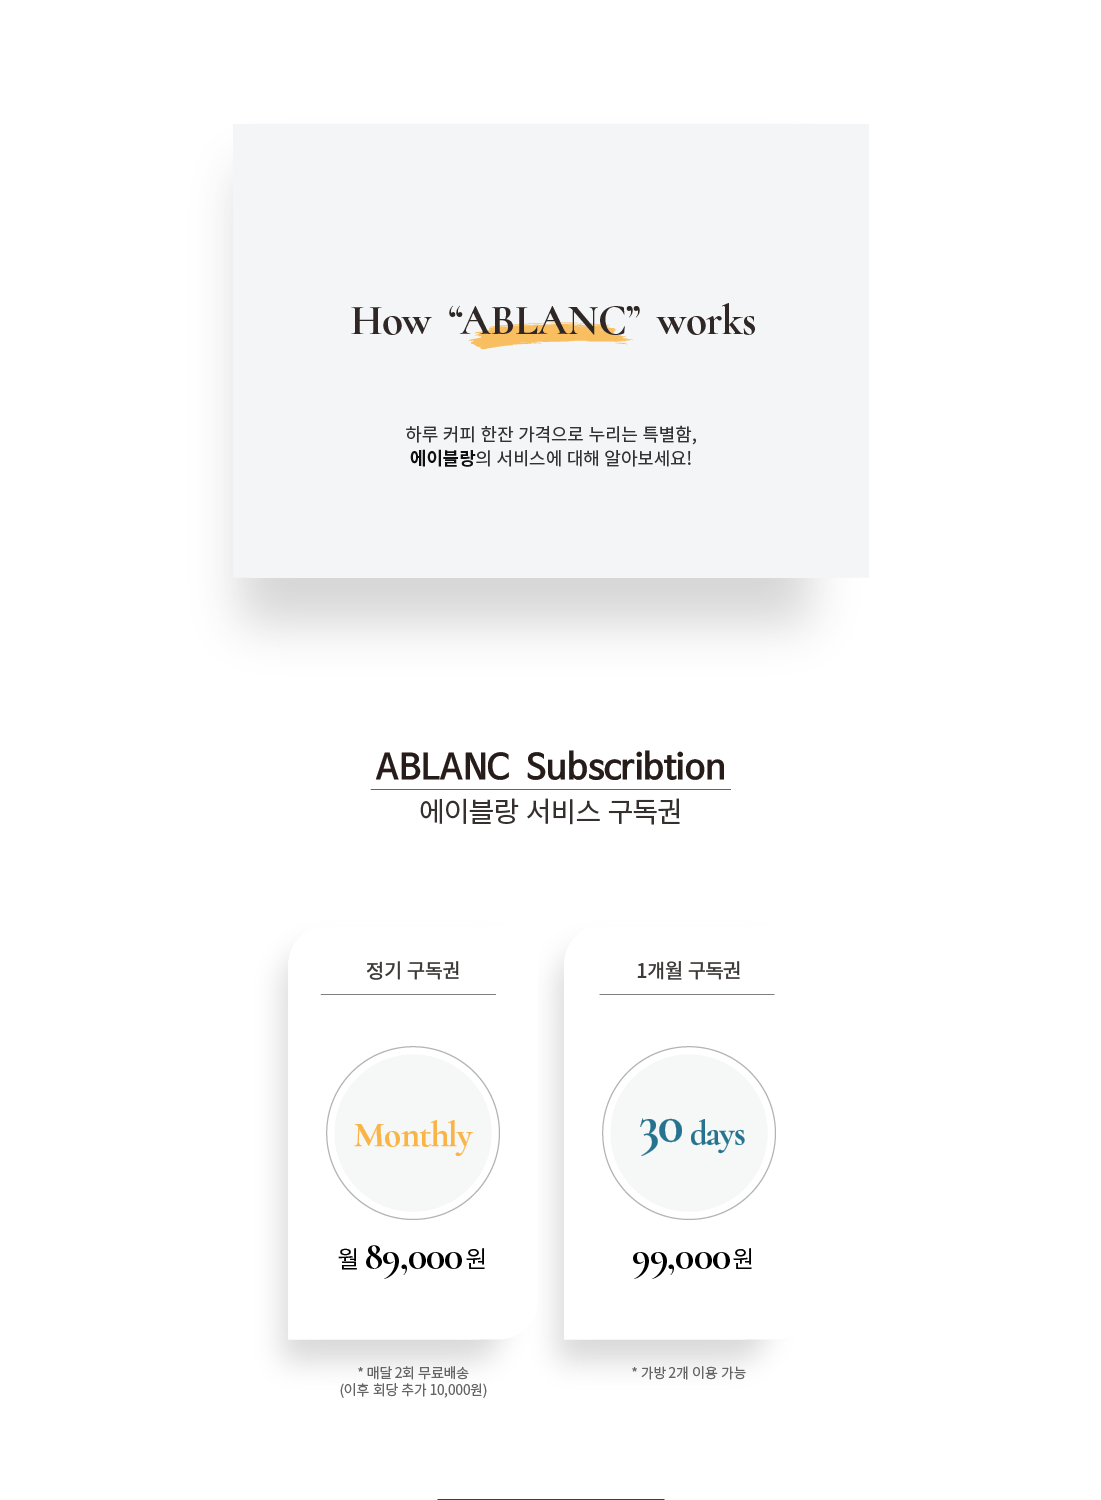 How “ABLANC” works
하루 커피 한잔 가격으로 누리는 특별함,
에이블랑의 서비스에 대해 알아보세요!
ABLANC Subscribtion
에이블랑 서비스 구독권
정기 구독권
Monthly
월 89,000원
* 매달 2회 무료배송
(이후 회당 추가 10,000원)
1개월 구독권
30 days
99,000원
* 가방 2개 이용 가능